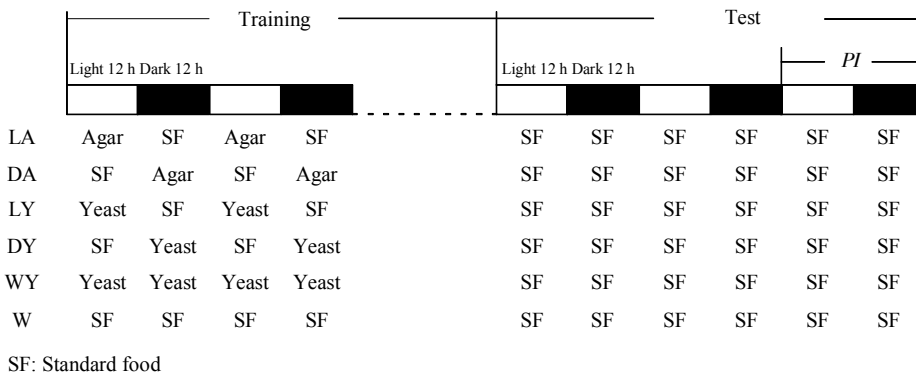 Training Test
Light 12 h Dark 12 h Light 12 h Dark 12 h PI
LA Agar SF Agar SF SF SF SF SF SF SF
DA SF Agar SF Agar SF SF SF SF SF SF
LY Yeast SF Yeast SF SF SF SF SF SF SF
DY SF Yeast SF Yeast SF SF SF SF SF SF
WY Yeast Yeast Yeast Yeast SF SF SF SF SF SF
W SF SF SF SF SF SF SF SF SF SF
SF: Standard food